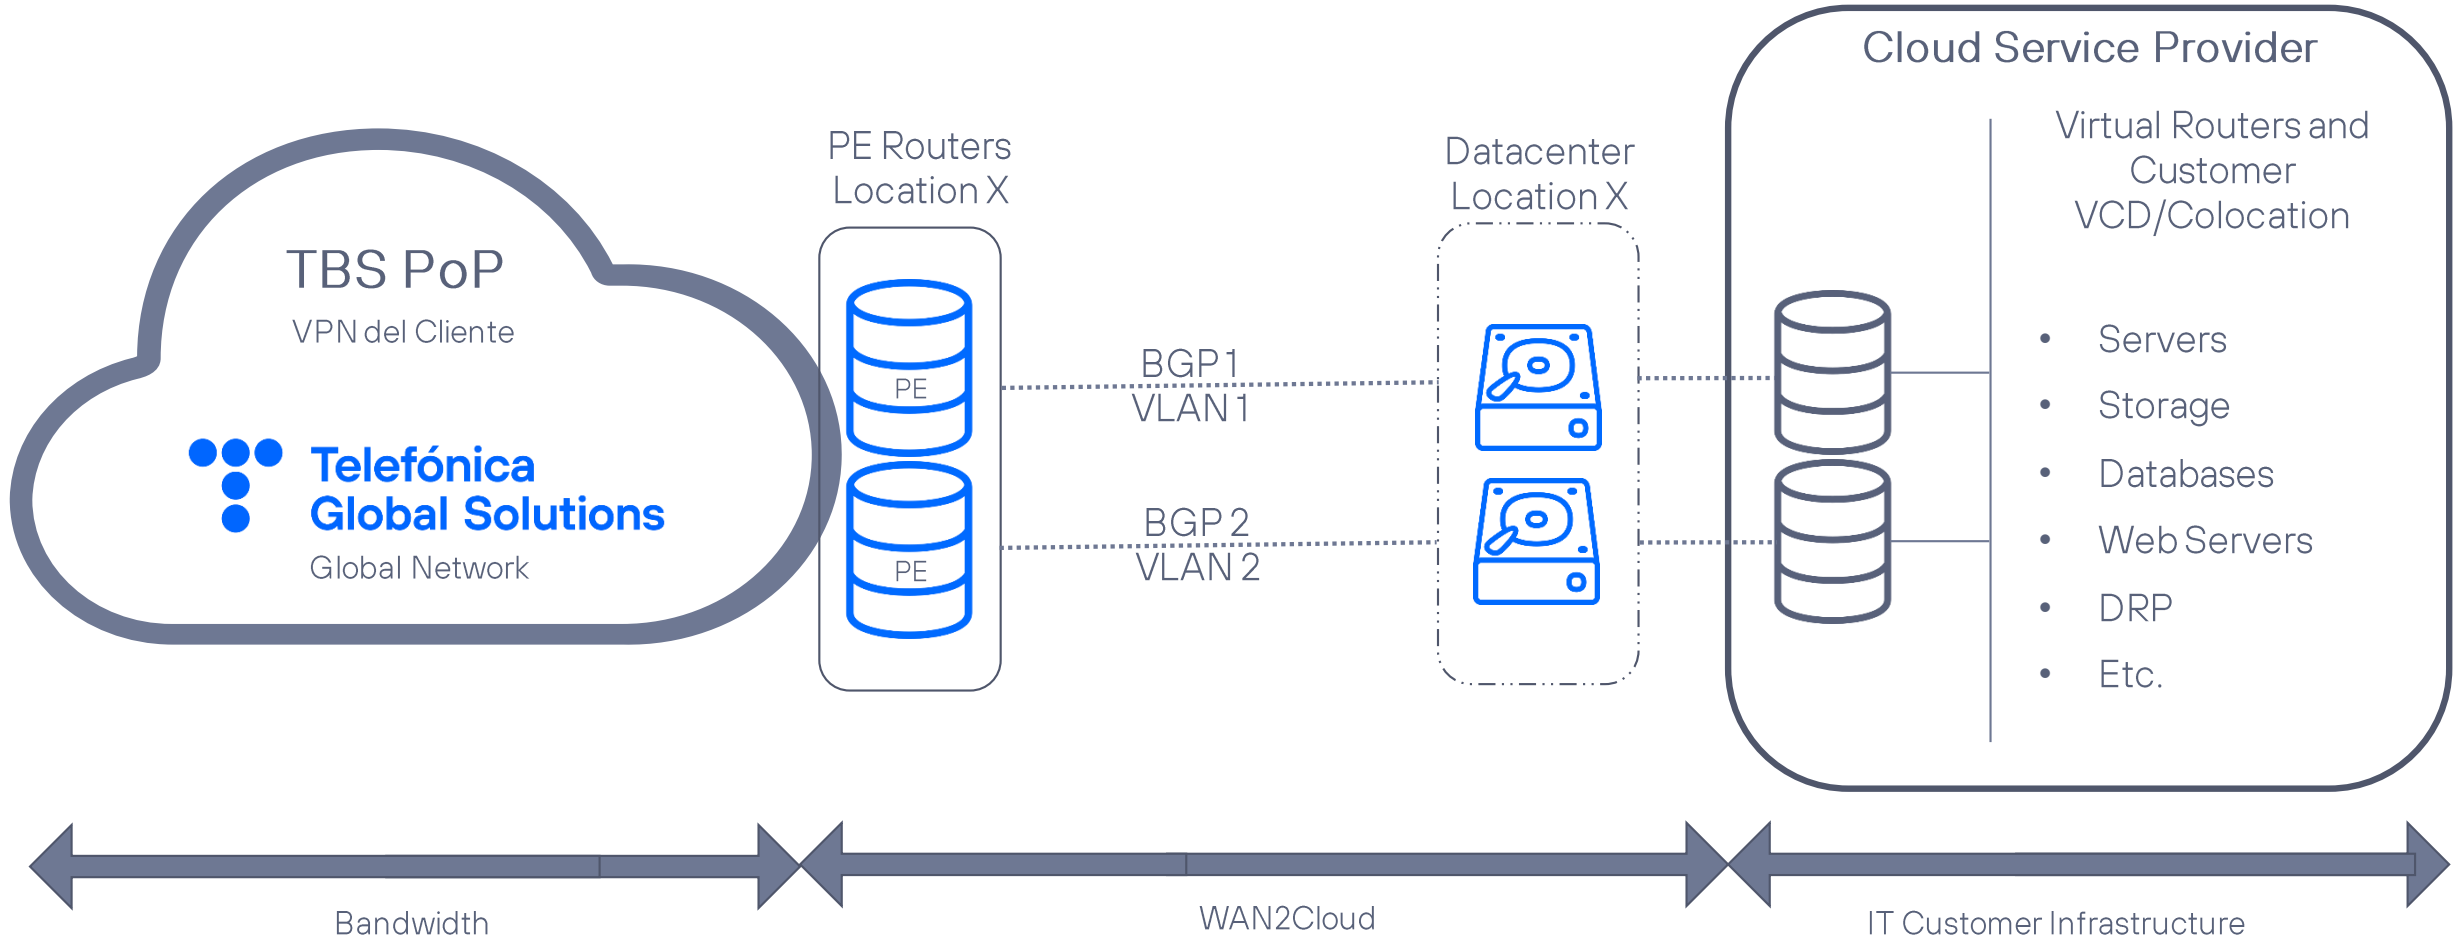 Cloud Service Provider
TBS PoP
VPN del Cliente
Telefónica
Global Solutions
Global Network
PE Routers
Location X
PE
PE
BGP 1
VLAN 1
BGP 2
VLAN 2
Datacenter
Location X
Virtual Routers and
Customer
VCD/Colocation
• Servers
• Storage
• Databases
• Web Servers
• DRP
• Etc.
Bandwidth
WAN2Cloud
IT Customer Infrastructure